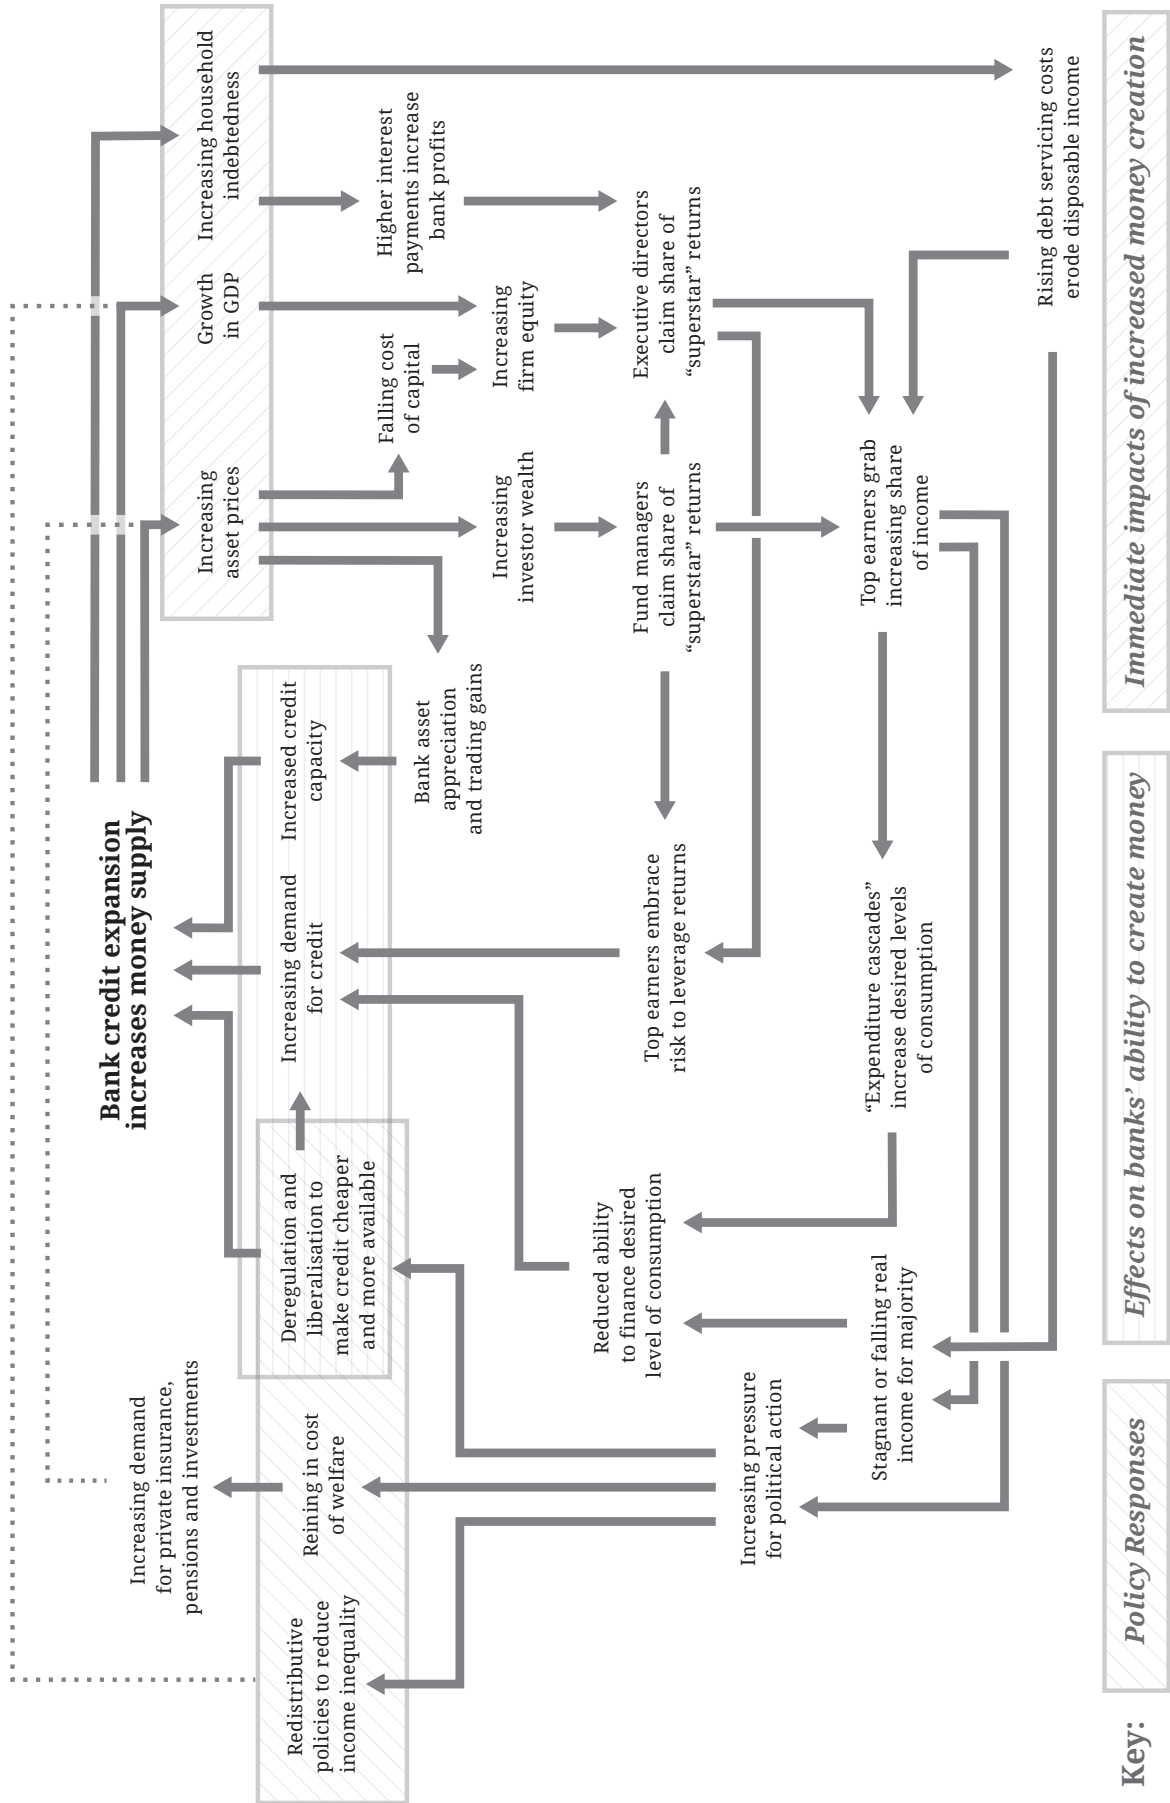 Bank credit expansion
increases money supply
Increasing demand
for private insurance,
pensions and investments
Redistributive
policies to reduce
income inequality
Reining in cost
of welfare
Deregulation and
liberalisation to
make credit cheaper
and more available
Increasing demand
for credit
Increased credit
capacity
Increasing
asset prices
Growth
in GDP
Increasing household
indebtedness
Bank asset
appreciation
and trading gains
Falling cost
of capital
Higher interest
payments increase
bank profits
Increasing
investor wealth
Increasing
firm equity
Reduced ability
to finance desired
level of consumption
Top earners embrace
risk to leverage returns
Fund managers
claim share of
“superstar” returns
Executive directors
claim share of
“superstar” returns
Increasing pressure
for political action
Stagnant or falling real
income for majority
“Expenditure cascades”
increase desired levels
of consumption
Top earners grab
increasing share
of income
Rising debt servicing costs
erode disposable income
Key:
Policy Responses
Effects on banks’ ability to create money
Immediate impacts of increased money creation